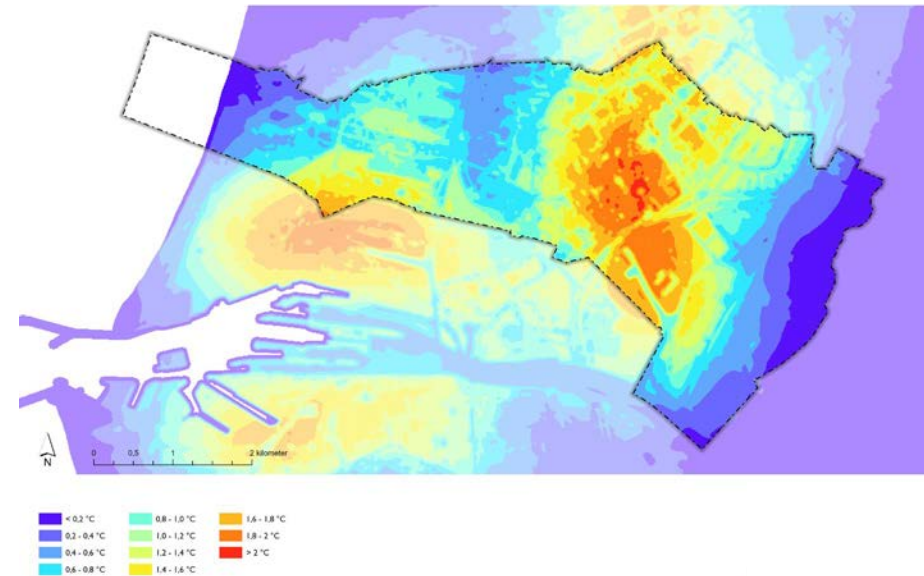 N
0 0,5 1 2 kilometer
< 0,2 °C
0,2 - 0,4 °C
0,4 - 0,6 °C
0,6 - 0,8 °C
0,8 - 1,0 °C
1,0 - 1,2 °C
1,2 - 1,4 °C
1,4 - 1,6 °C
1,6 - 1,8 °C
1,8 - 2 °C
> 2 °C